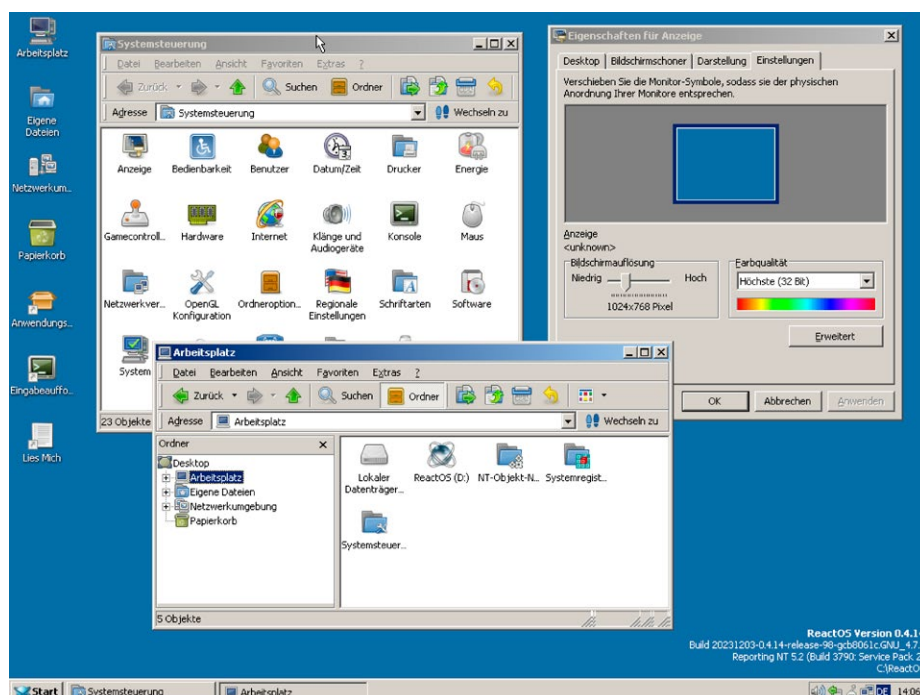 Arbeitsplatz
Eigene
Dateien
Netzwerkum...
Papierkorb
Anwendungs...
Eingabeauffo...
Lies Mich
Systemsteuerung
Datei Bearbeiten Ansicht Favoriten Extras ?
Zurück Suchen Ordner
Adresse Systemsteuerung Wechseln zu
Anzeige Bedienbarkeit Benutzer Datum/Zeit Drucker Energie
Gamecontroll... Hardware Internet Klänge und Konsole Maus
Audiogeräte
Netzwerkver... OpenGL Ordneroption... Regionale Schriftarten Software
Konfiguration Einstellungen
System
23 Objekte
Eigenschaften für Anzeige
Desktop Bildschirmschoner Darstellung Einstellungen
Verschieben Sie die Monitor-Symbole, sodass sie der physischen
Anordnung Ihrer Monitore entsprechen.
Anzeige
<unknown>
Bildschirmauflösung
Niedrig Hoch
1024x768 Pixel
Farbqualität
Höchste (32 Bit)
Erweitert
OK Abbrechen Anwenden
Arbeitsplatz
Datei Bearbeiten Ansicht Favoriten Extras ?
Zurück Suchen Ordner
Adresse Arbeitsplatz Wechseln zu
Ordner
Desktop
Arbeitsplatz
Eigene Dateien
Netzwerkumgebung
Papierkorb
Lokaler ReactOS (D:) NT-Objekt-N... Systemregist...
Datenträger...
Systemsteuer...
5 Objekte
ReactOS Version 0.4.1
Build 20231203-0.4.14-release-98-gcb8061c.GNU_4.7.
Reporting NT 5.2 (Build 3790: Service Pack 2
C:\ReactO
Start Systemsteuerung Arbeitsplatz DE 14:0